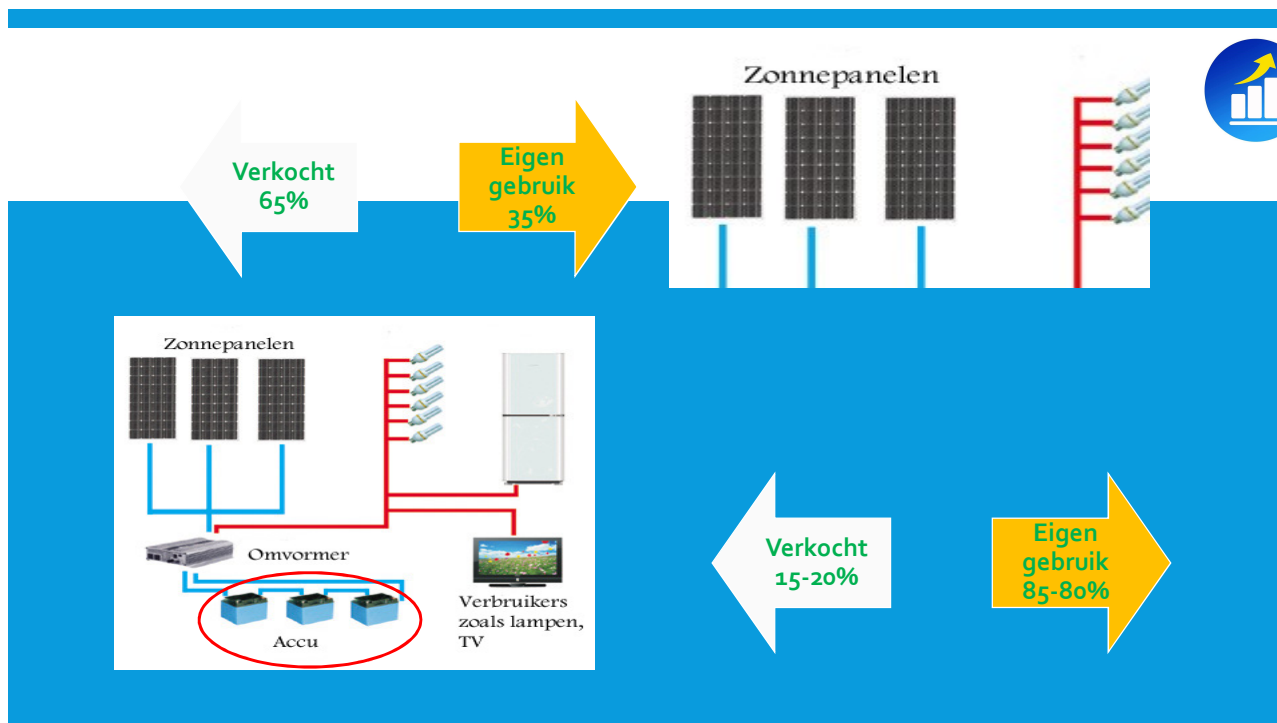 Zonnepanelen
Verkocht
65%
Eigen
gebruik
35%
Zonnepanelen
Omvormer
Accu
Verbruikers
zoals lampen,
TV
Verkocht
15-20%
Eigen
gebruik
85-80%